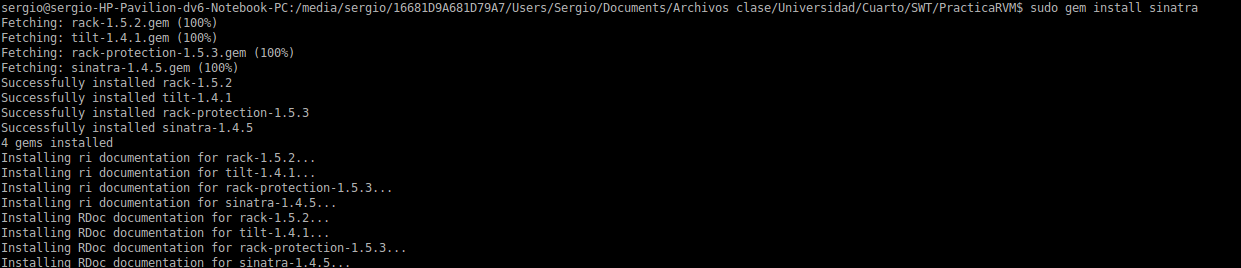 sergio@sergio-HP-Pavilion-dv6-Notebook-PC:/media/sergio/16681D9A681D79A7/Users/Sergio/Documents/Archivos clase/Universidad/Cuarto/SWT/PracticaRVM$ sudo gem install sinatra
Fetching: rack-1.5.2.gem (100%)
Fetching: tilt-1.4.1.gem (100%)
Fetching: rack-protection-1.5.3.gem (100%)
Fetching: sinatra-1.4.5.gem (100%)
Successfully installed rack-1.5.2
Successfully installed tilt-1.4.1
Successfully installed rack-protection-1.5.3
Successfully installed sinatra-1.4.5
4 gems installed
Installing ri documentation for rack-1.5.2...
Installing ri documentation for tilt-1.4.1...
Installing ri documentation for rack-protection-1.5.3...
Installing ri documentation for sinatra-1.4.5...
Installing RDoc documentation for rack-1.5.2...
Installing RDoc documentation for tilt-1.4.1...
Installing RDoc documentation for rack-protection-1.5.3...
Installing RDoc documentation for sinatra-1.4.5...